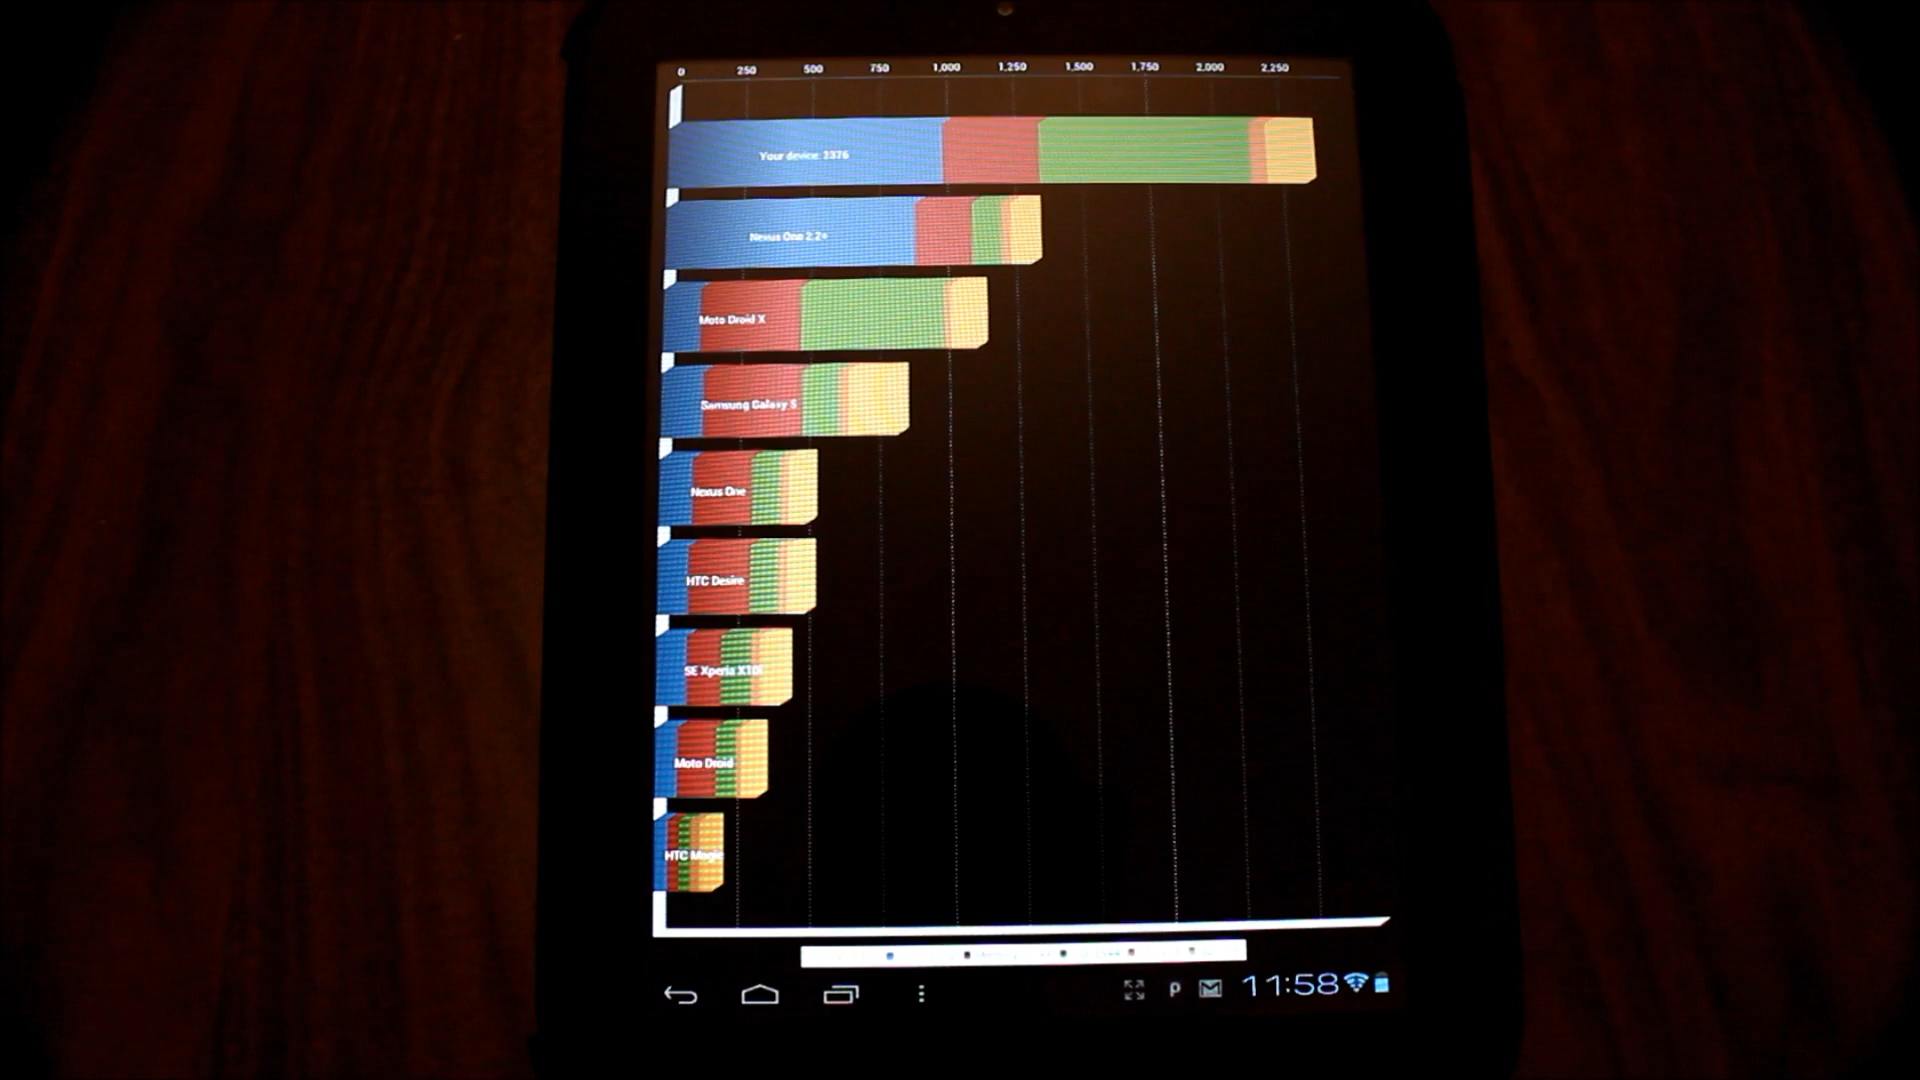 0 250 500 750 1,000 1,250 1,500 1,750 2,000 2,250
Your device: 2376
Nexus One 2.2+
Moto Droid X
Samsung Galaxy S
Nexus One
HTC Desire
SE Xperia X10i
Moto Droid
HTC Magic
11:58